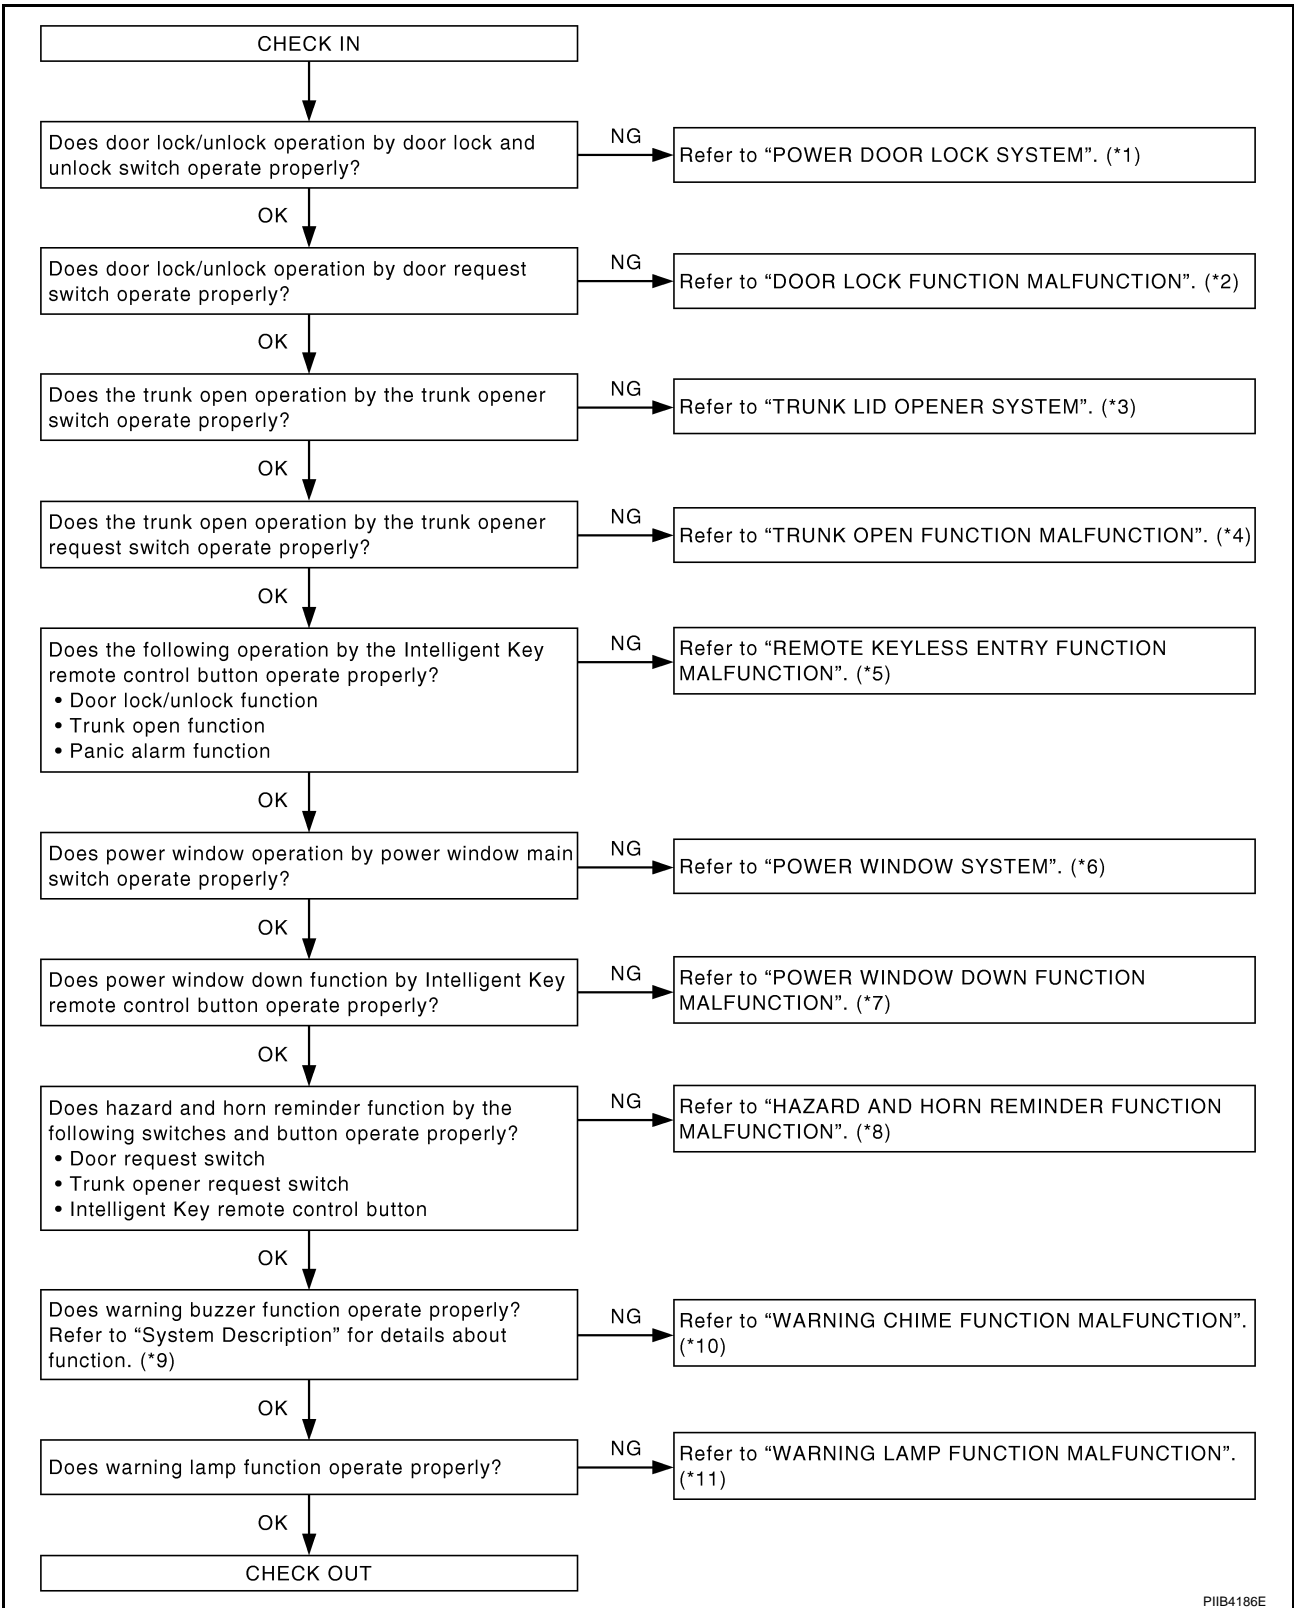 CHECK IN
Does door lock/unlock operation by door lock and
unlock switch operate properly?
NG
Refer to “POWER DOOR LOCK SYSTEM”. (*1)
OK
Does door lock/unlock operation by door request
switch operate properly?
NG
Refer to “DOOR LOCK FUNCTION MALFUNCTION”. (*2)
OK
Does the trunk open operation by the trunk opener
switch operate properly?
NG
Refer to “TRUNK LID OPENER SYSTEM”. (*3)
OK
Does the trunk open operation by the trunk opener
request switch operate properly?
NG
Refer to “TRUNK OPEN FUNCTION MALFUNCTION”. (*4)
OK
Does the following operation by the Intelligent Key
remote control button operate properly?
• Door lock/unlock function
• Trunk open function
• Panic alarm function
NG
Refer to “REMOTE KEYLESS ENTRY FUNCTION
MALFUNCTION”. (*5)
OK
Does power window operation by power window main
switch operate properly?
NG
Refer to “POWER WINDOW SYSTEM”. (*6)
OK
Does power window down function by Intelligent Key
remote control button operate properly?
NG
Refer to “POWER WINDOW DOWN FUNCTION
MALFUNCTION”. (*7)
OK
Does hazard and horn reminder function by the
following switches and button operate properly?
• Door request switch
• Trunk opener request switch
• Intelligent Key remote control button
NG
Refer to “HAZARD AND HORN REMINDER FUNCTION
MALFUNCTION”. (*8)
OK
Does warning buzzer function operate properly?
Refer to “System Description” for details about
function. (*9)
NG
Refer to “WARNING CHIME FUNCTION MALFUNCTION”.
(*10)
OK
Does warning lamp function operate properly?
NG
Refer to “WARNING LAMP FUNCTION MALFUNCTION”.
(*11)
OK
CHECK OUT
PIIB4186E